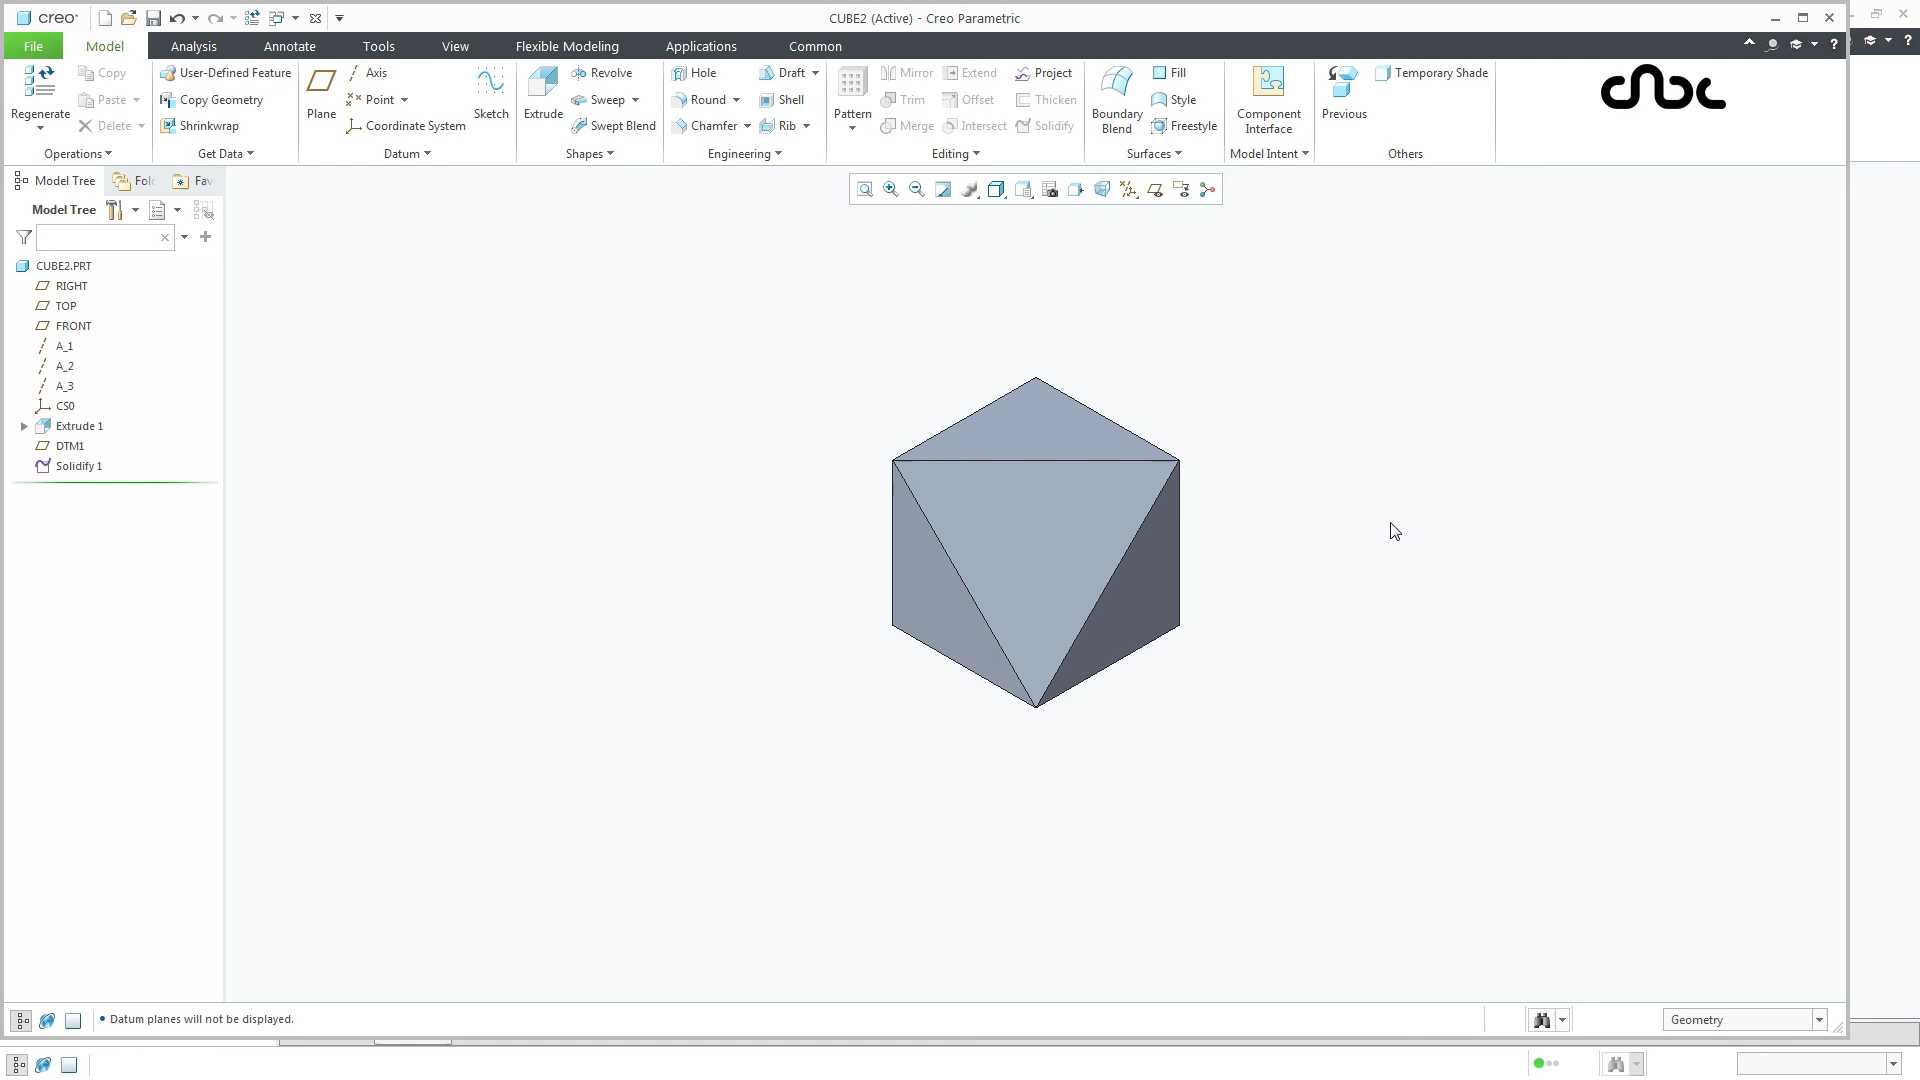 creo
CUBE2 (Active) - Creo Parametric
File Model Analysis Annotate Tools View Flexible Modeling Applications Common
Regenerate
Copy
Paste
Delete
Operations
User-Defined Feature
Copy Geometry
Shrinkwrap
Get Data
Plane
Axis
Point
Coordinate System
Sketch
Datum
Extrude
Revolve
Sweep
Swept Blend
Shapes
Hole
Round
Chamfer
Draft
Shell
Rib
Engineering
Pattern
Mirror
Trim
Merge
Extend
Offset
Intersect
Project
Thicken
Solidify
Editing
Boundary
Blend
Fill
Style
Freestyle
Surfaces
Component
Interface
Model Intent
Previous
Temporary Shade
Others
Model Tree
Fav
Model Tree
CUBE2.PRT
RIGHT
TOP
FRONT
A_1
A_2
A_3
CS0
Extrude 1
DTM1
Solidify 1
• Datum planes will not be displayed.
Geometry